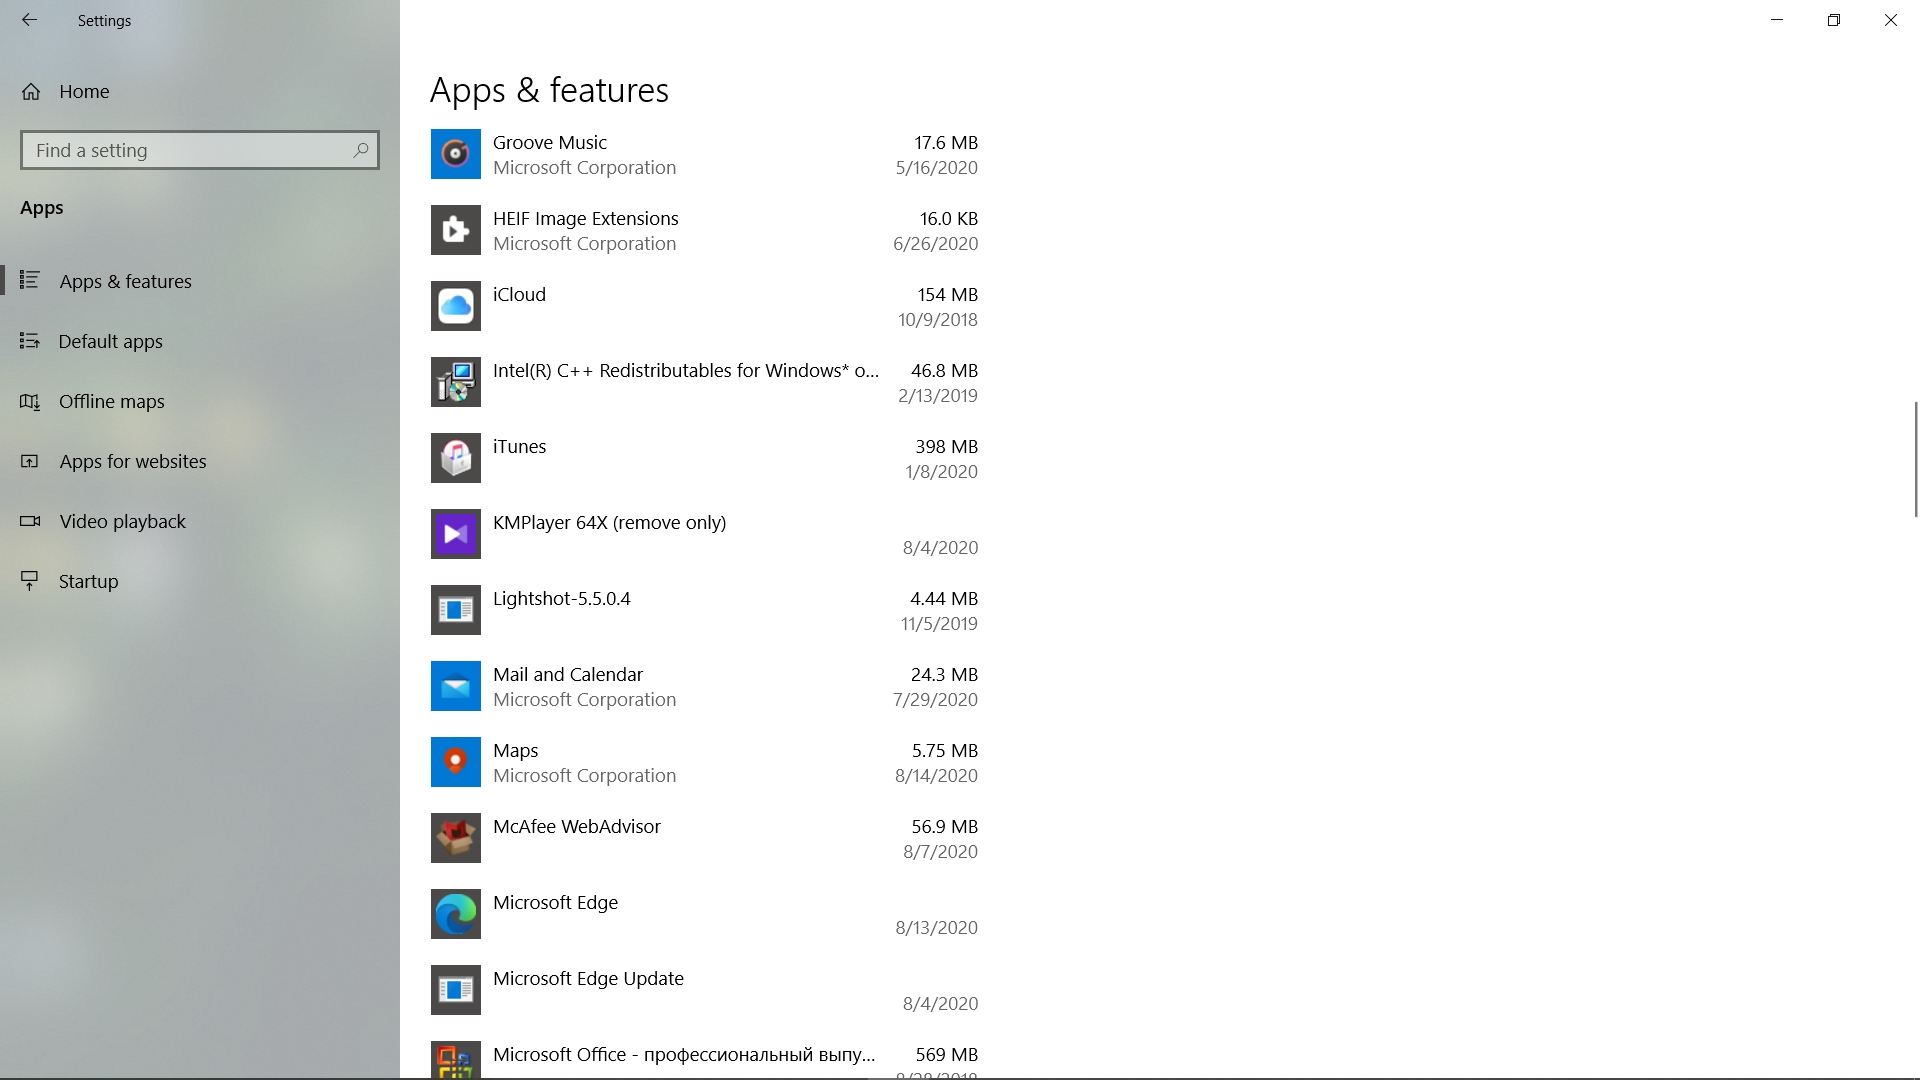 Settings
Home
Find a setting
Apps
Apps & features
Default apps
Offline maps
Apps for websites
Video playback
Startup
Apps & features
Groove Music 17.6 MB
Microsoft Corporation 5/16/2020
HEIF Image Extensions 16.0 KB
Microsoft Corporation 6/26/2020
iCloud 154 MB
10/9/2018
Intel(R) C++ Redistributables for Windows* o... 46.8 MB
2/13/2019
iTunes 398 MB
1/8/2020
KMPlayer 64X (remove only)
8/4/2020
Lightshot-5.5.0.4 4.44 MB
11/5/2019
Mail and Calendar 24.3 MB
Microsoft Corporation 7/29/2020
Maps 5.75 MB
Microsoft Corporation 8/14/2020
McAfee WebAdvisor 56.9 MB
8/7/2020
Microsoft Edge
8/13/2020
Microsoft Edge Update
8/4/2020
Microsoft Office - профессиональный выпу... 569 MB